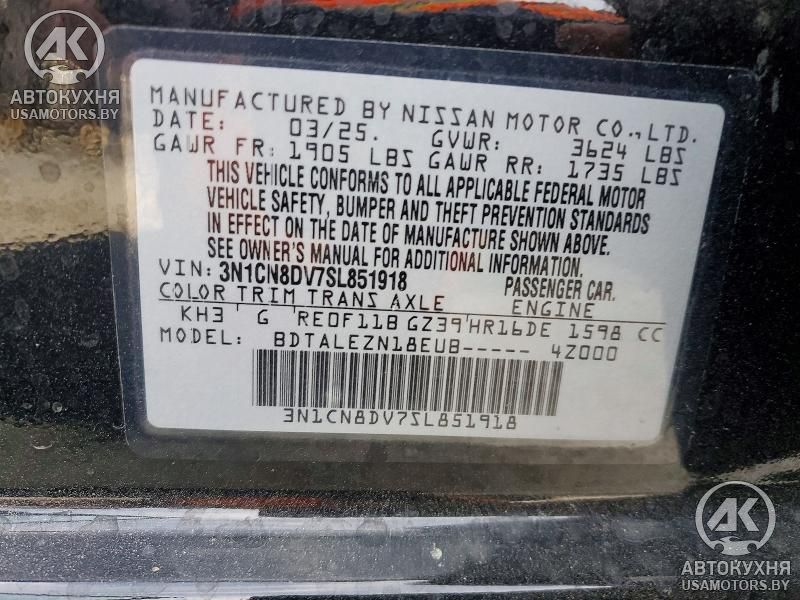 AK
АВТОКУХНЯ
USAMOTORS.BY
MANUFACTURED BY NISSAN MOTOR CO., LTD.
DATE: 03/25. GVWR: 3624 LBS
GAWR FR: 1905 LBS GAWR RR: 1735 LBS
THIS VEHICLE CONFORMS TO ALL APPLICABLE FEDERAL MOTOR
VEHICLE SAFETY, BUMPER AND THEFT PREVENTION STANDARDS
IN EFFECT ON THE DATE OF MANUFACTURE SHOWN ABOVE.
SEE OWNER'S MANUAL FOR ADDITIONAL INFORMATION.
VIN: 3N1CN8DV7SL851918 PASSENGER CAR.
COLOR TRIM TRANS AXLE ENGINE
KH3 G RE0F11B GZ39 HR16DE 1598 CC
MODEL: BDTALEZN18EUB----- 4Z000
3N1CN8DV7SL851918
AK
АВТОКУХНЯ
USAMOTORS.BY